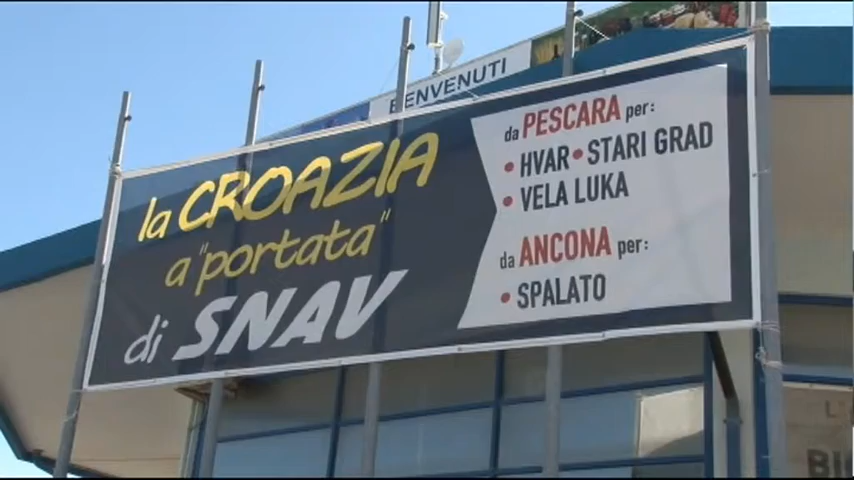 BENVENUTI
la CROAZIA
a "portata"
di SNAV
da PESCARA per:
• HVAR • STARI GRAD
• VELA LUKA
da ANCONA per:
• SPALATO